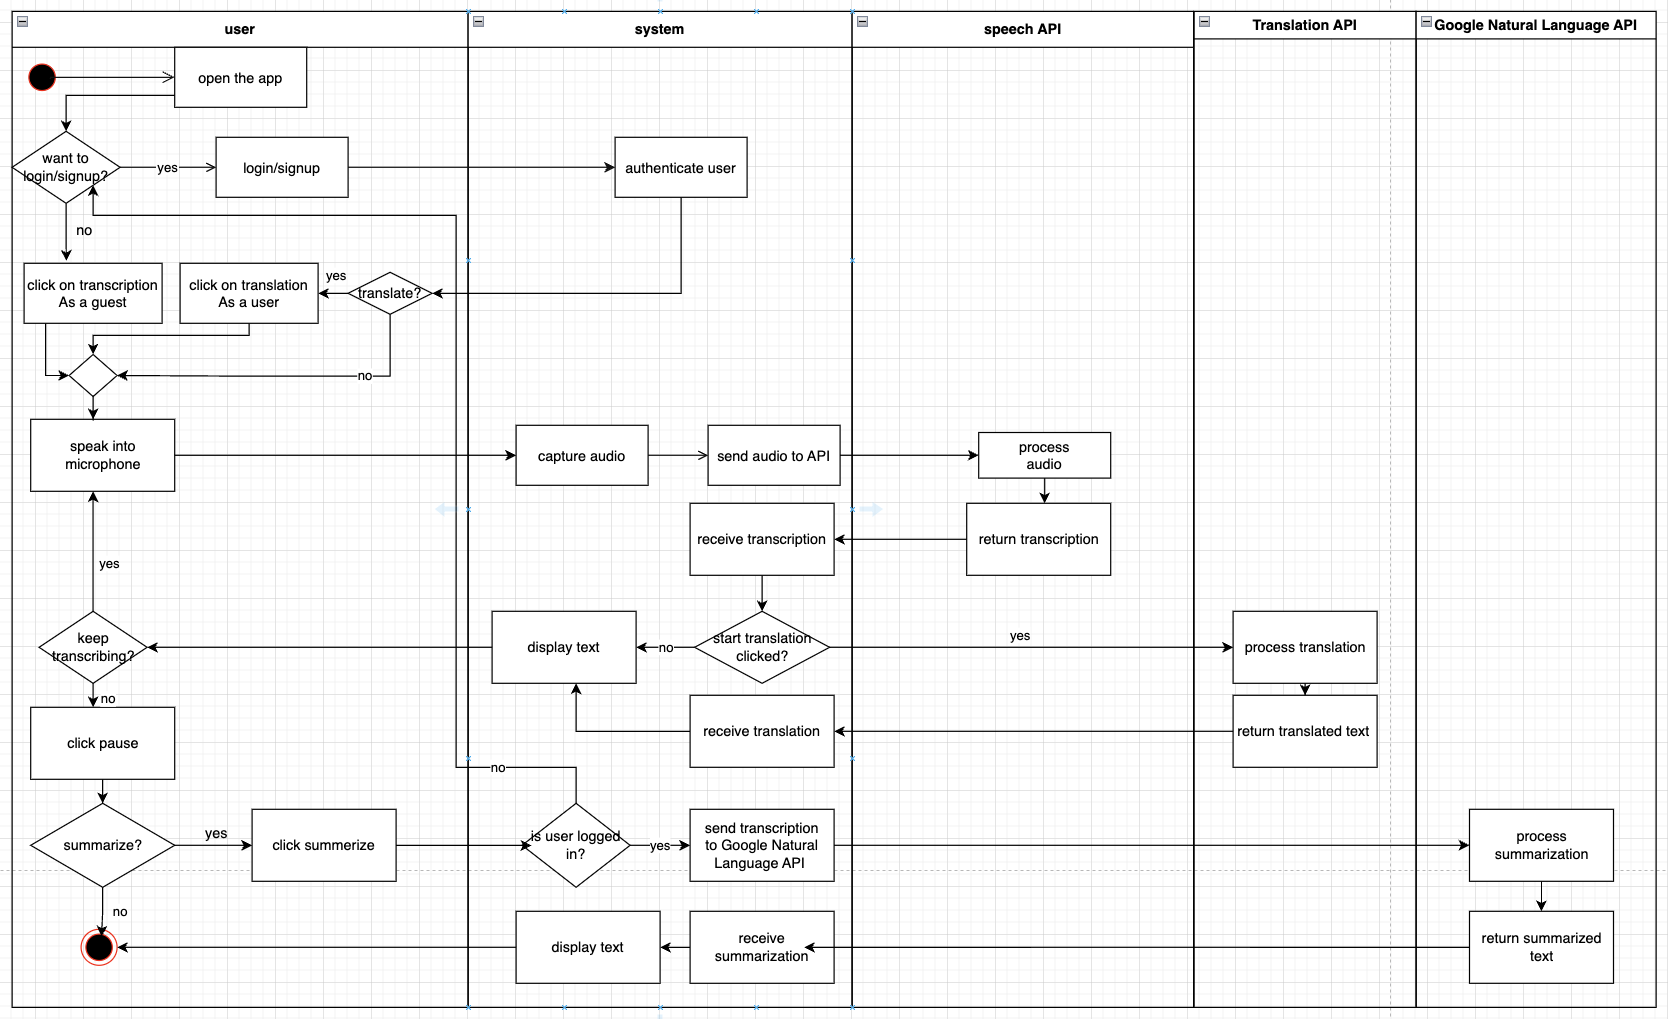 user
system
speech API
Translation API
Google Natural Language API
open the app
want to
login/signup?
yes
login/signup
authenticate user
no
click on transcription
As a guest
click on translation
As a user
yes
translate?
no
speak into
microphone
capture audio
send audio to API
process
audio
receive transcription
return transcription
yes
keep
transcribing?
display text
no
start translation
clicked?
yes
process translation
no
click pause
receive translation
return translated text
no
summarize?
yes
click summerize
is user logged
in?
yes
send transcription
to Google Natural
Language API
process
summarization
no
display text
receive
summarization
return summarized
text